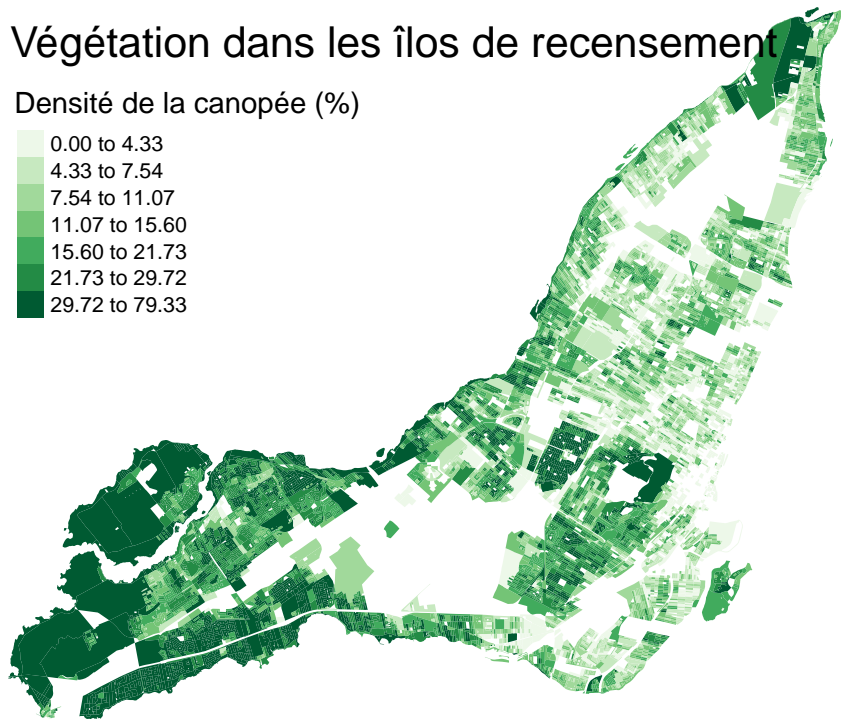 Végétation dans les îlos de recensement
Densité de la canopée (%)
0.00 to 4.33
4.33 to 7.54
7.54 to 11.07
11.07 to 15.60
15.60 to 21.73
21.73 to 29.72
29.72 to 79.33